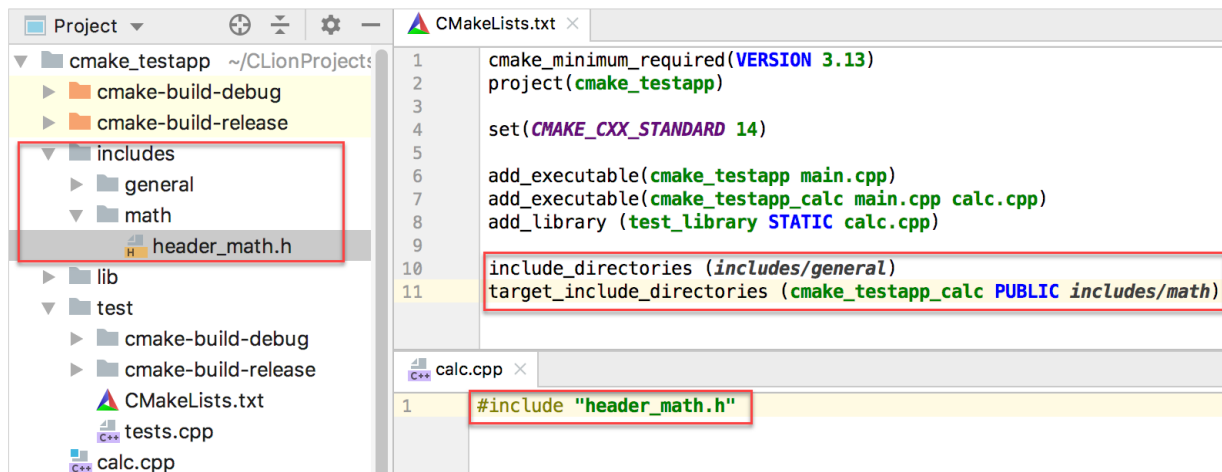 Project
cmake_testapp ~/CLionProjects
cmake-build-debug
cmake-build-release
includes
general
math
header_math.h
lib
test
cmake-build-debug
cmake-build-release
CMakeLists.txt
tests.cpp
calc.cpp
CMakeLists.txt
1 cmake_minimum_required(VERSION 3.13)
2 project(cmake_testapp)
3
4 set(CMAKE_CXX_STANDARD 14)
5
6 add_executable(cmake_testapp main.cpp)
7 add_executable(cmake_testapp_calc main.cpp calc.cpp)
8 add_library (test_library STATIC calc.cpp)
9
10 include_directories (includes/general)
11 target_include_directories (cmake_testapp_calc PUBLIC includes/math)
calc.cpp
1 #include "header_math.h"